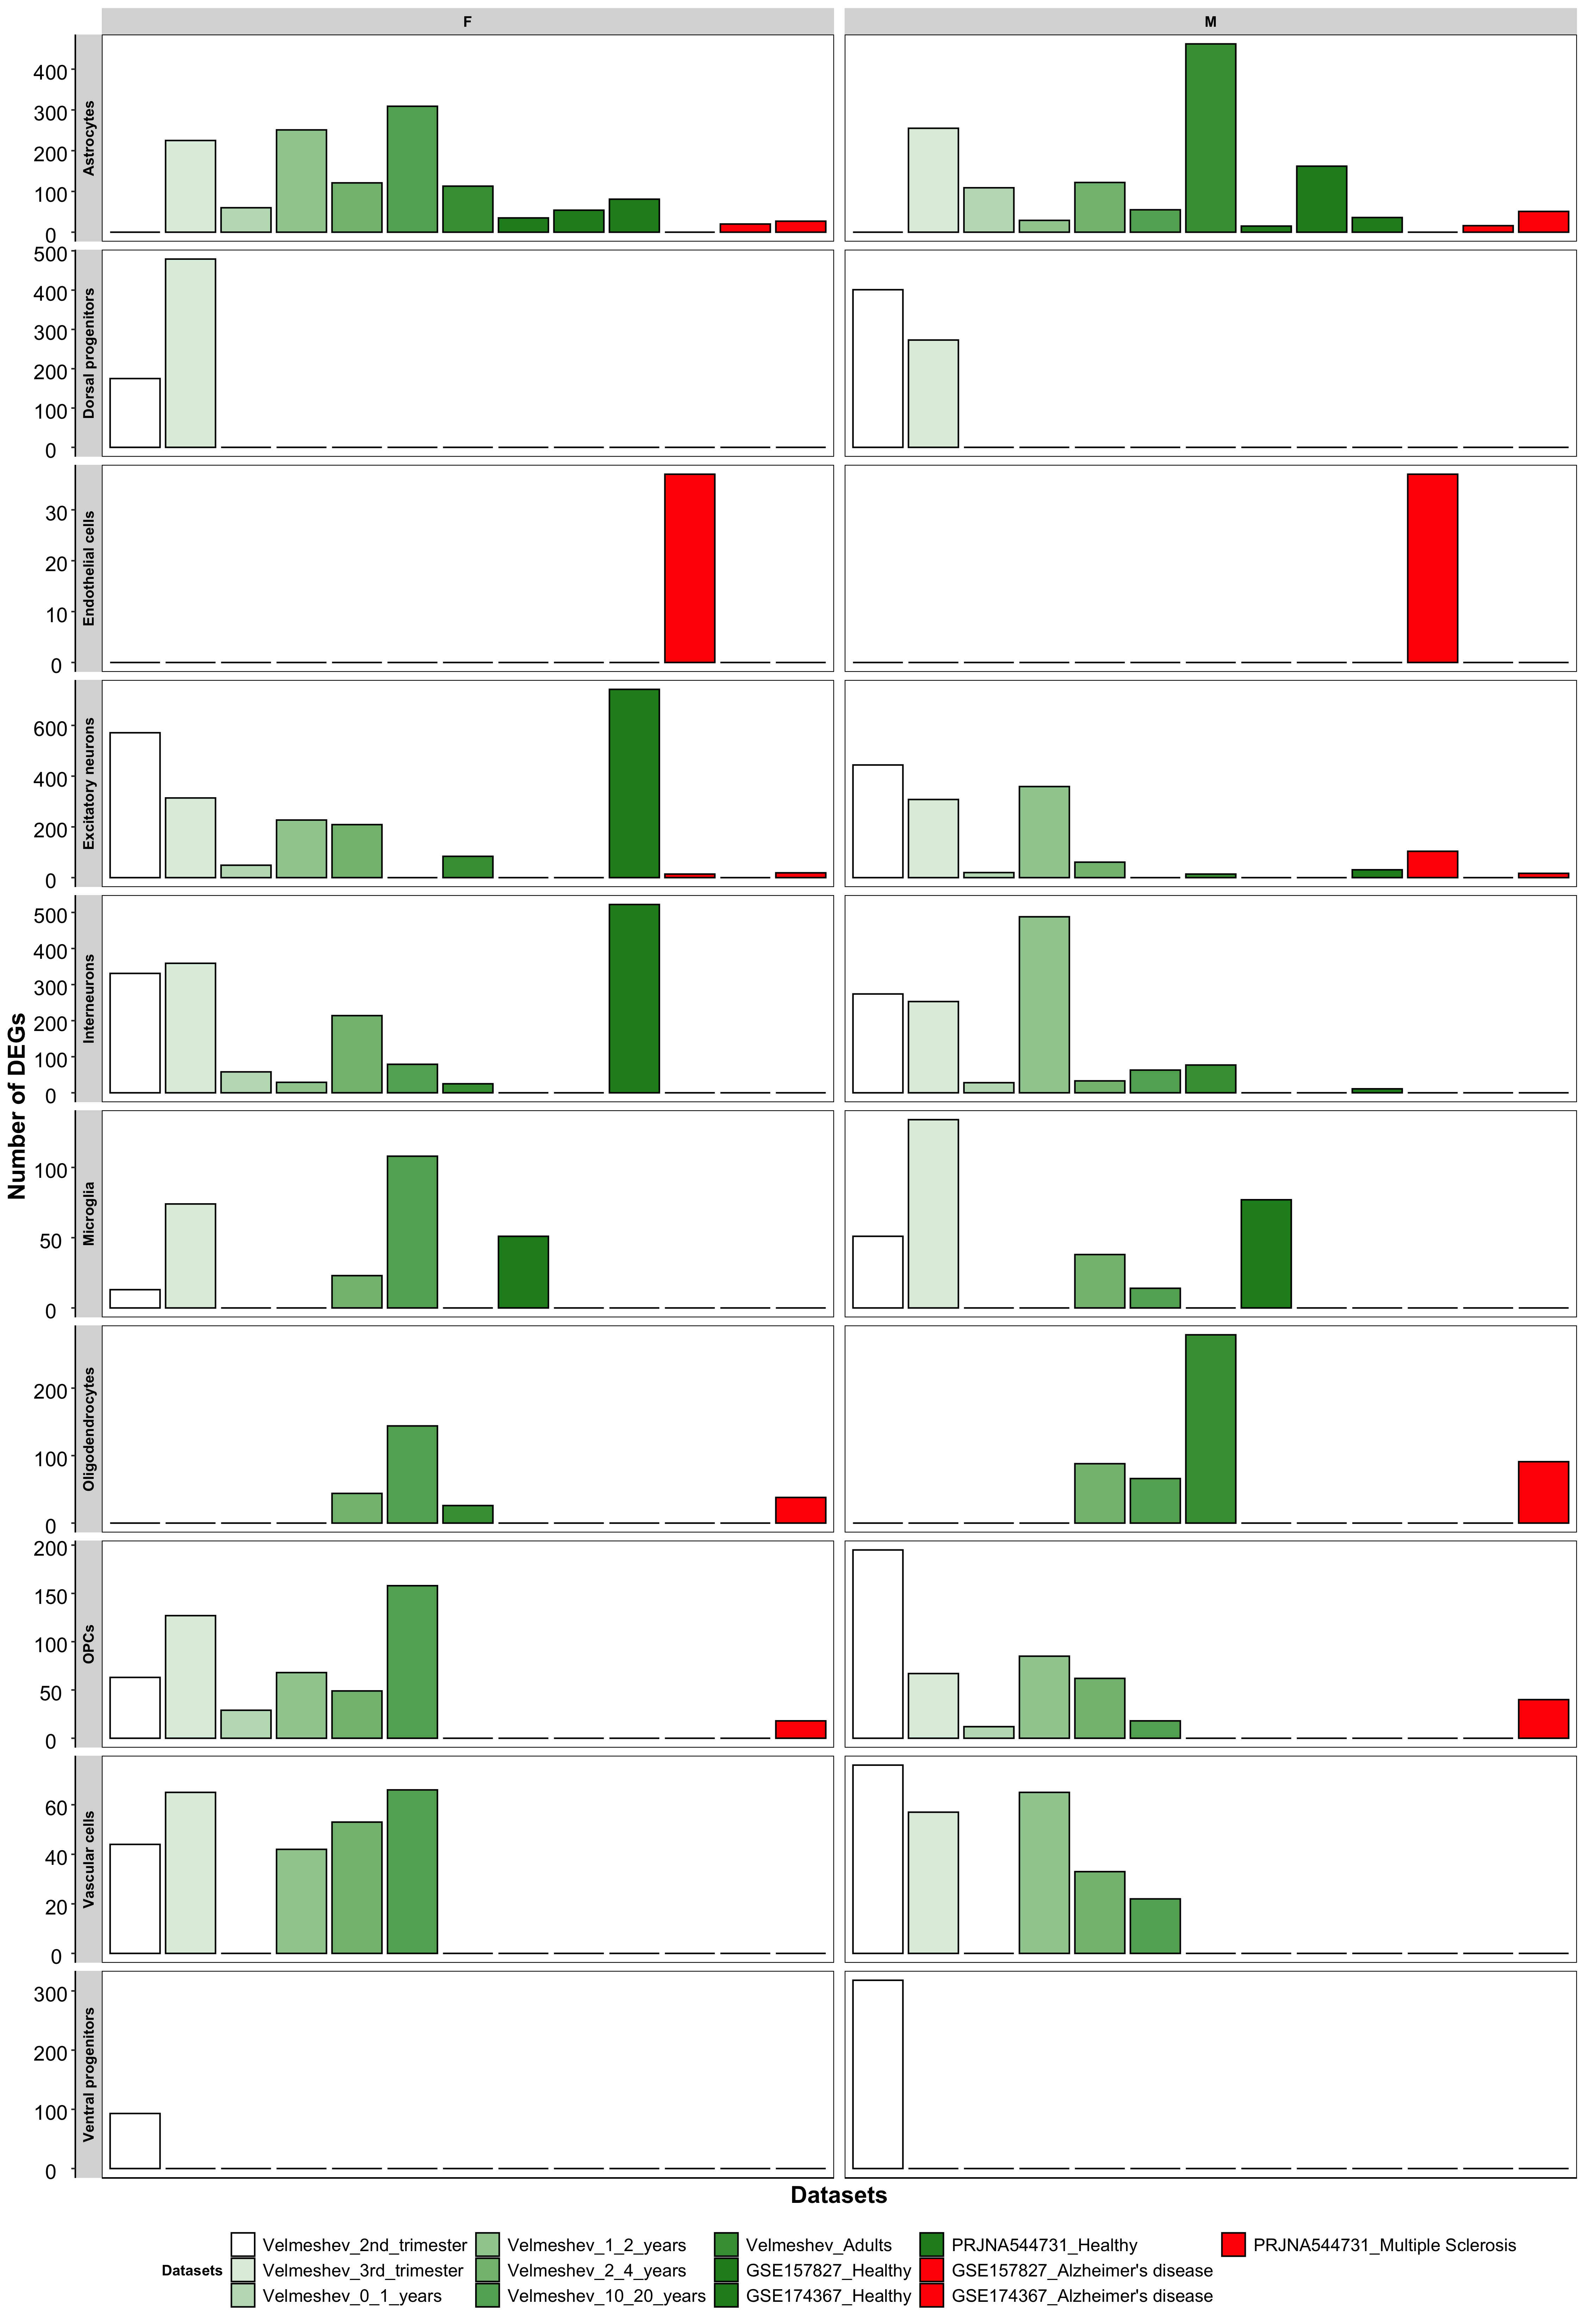 F
M
Astrocytes
400
300
200
100
0
Dorsal progenitors
500
400
300
200
100
0
Endothelial cells
30
20
10
0
Excitatory neurons
600
400
200
0
Interneurons
500
400
300
200
100
0
Microglia
100
50
0
Oligodendrocytes
200
100
0
OPCs
200
150
100
50
0
Vascular cells
60
40
20
0
Ventral progenitors
300
200
100
0
Number of DEGs
Datasets
Datasets
Velmeshev_2nd_trimester
Velmeshev_3rd_trimester
Velmeshev_0_1_years
Velmeshev_1_2_years
Velmeshev_2_4_years
Velmeshev_10_20_years
Velmeshev_Adults
GSE157827_Healthy
GSE174367_Healthy
PRJNA544731_Healthy
GSE157827_Alzheimer's disease
GSE174367_Alzheimer's disease
PRJNA544731_Multiple Sclerosis